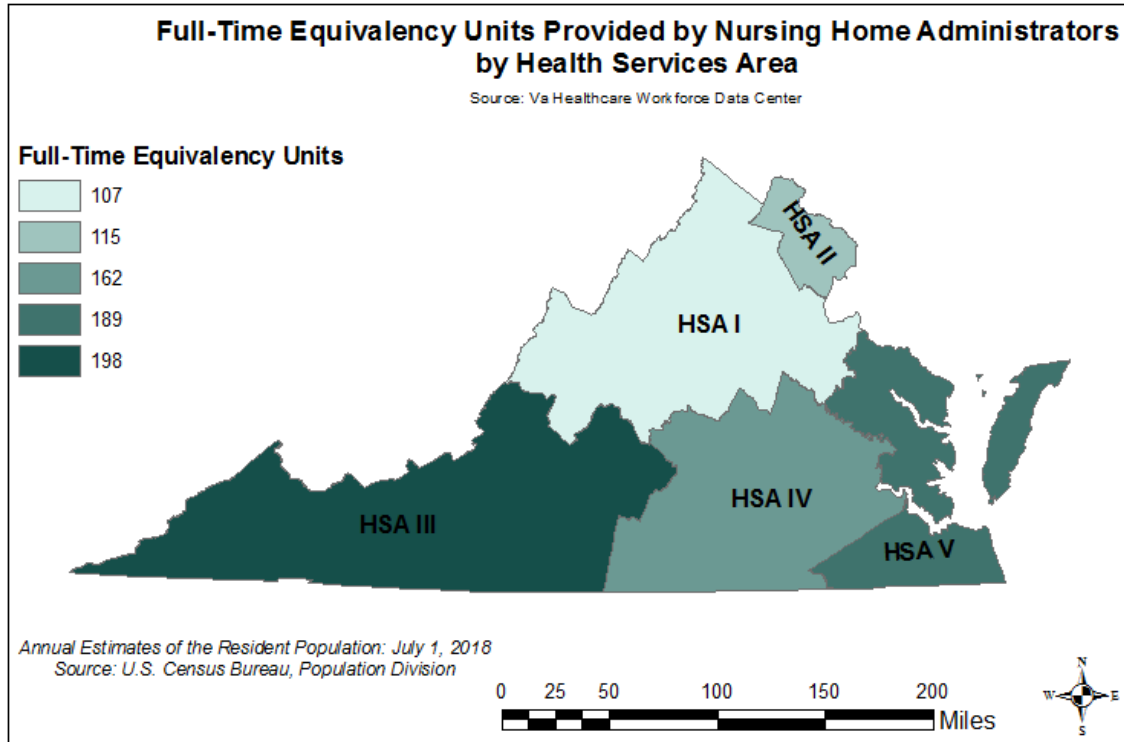 Full-Time Equivalency Units Provided by Nursing Home Administrators
by Health Services Area
Source: Va Healthcare Workforce Data Center
Full-Time Equivalency Units
107
115
162
189
198
HSA II
HSA I
HSA IV
HSA III
HSA V
Annual Estimates of the Resident Population: July 1, 2018
Source: U.S. Census Bureau, Population Division
0 25 50 100 150 200
Miles
N
W E
S